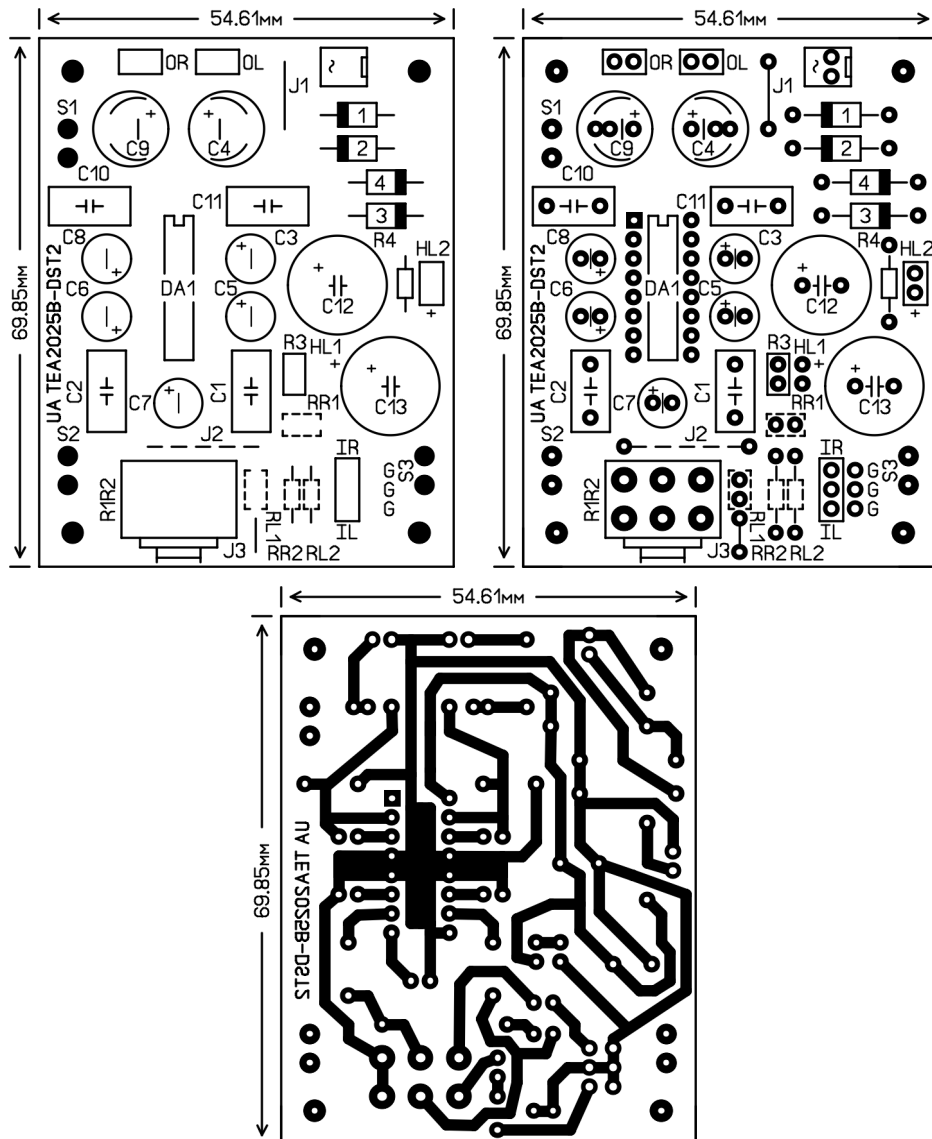 54.61мм
69.85мм
OR
OL
~
J1
S1
+
C9
+
C4
1
2
C10
4
C11
3
C8
C3
R4
HL2
+
+
+
C6
DA1
C5
C12
+
+
+
UA TEA2025B-DST2
R3
HL1
+
+
C2
C7
+
C1
RR1
C13
S2
J2
IR
G
G
G
S3
R1R2
RL1
IL
J3
RR2
RL2
54.61мм
69.85мм
OR
OL
~
J1
S1
+
C9
+
C4
1
2
C10
4
C11
3
C8
C3
R4
HL2
+
+
+
C6
DA1
C5
C12
+
+
+
UA TEA2025B-DST2
R3
HL1
+
+
C2
C7
+
C1
RR1
C13
S2
J2
IR
G
G
G
S3
R1R2
RL1
IL
J3
RR2
RL2
54.61мм
69.85мм
UA TEA2025B-DST2